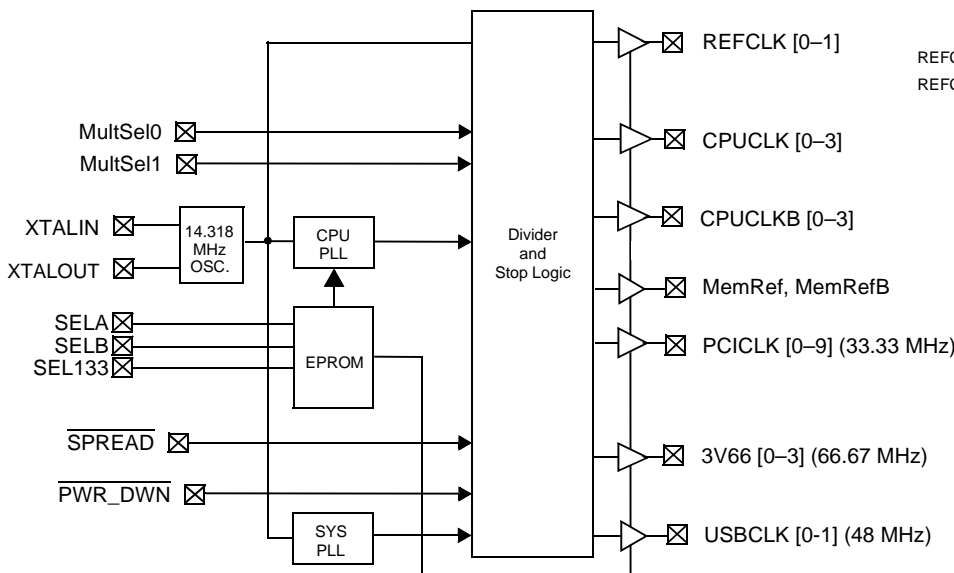 REFCLK [0–1]
REFC
REFC
MultSel0
MultSel1
CPUCLK [0–3]
XTALIN
XTALOUT
14.318
MHz
OSC.
CPU
PLL
Divider
and
Stop Logic
CPUCLKB [0–3]
MemRef, MemRefB
SELA
SELB
SEL133
EPROM
PCICLK [0–9] (33.33 MHz)
SPREAD
3V66 [0–3] (66.67 MHz)
PWR_DWN
SYS
PLL
USBCLK [0-1] (48 MHz)